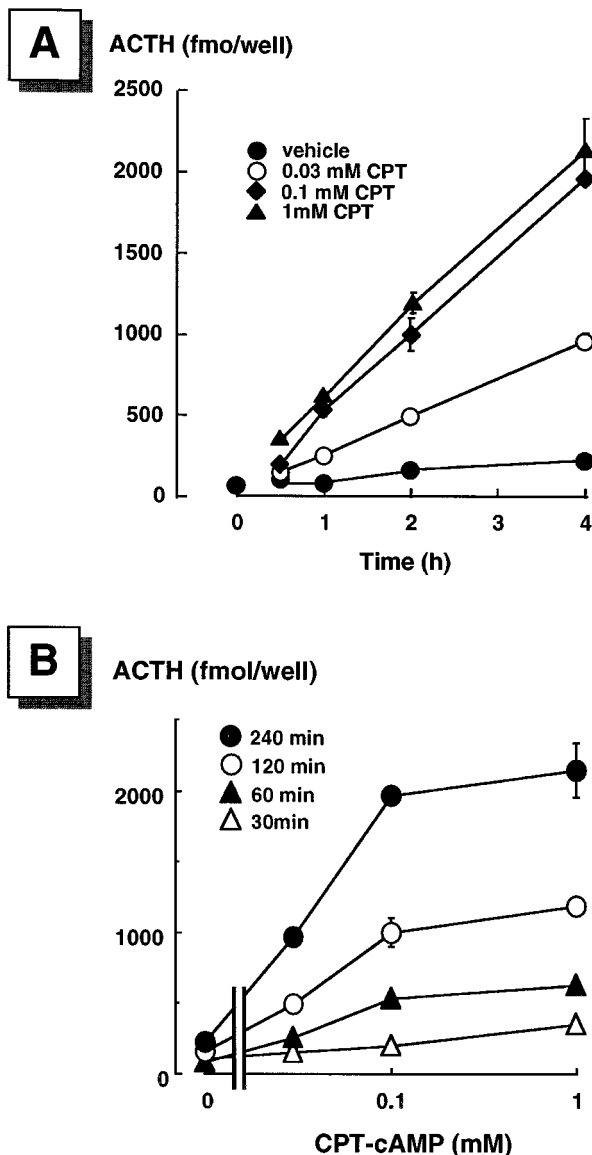 A
ACTH (fmo/well)
2500
2000
1500
1000
500
0
vehicle
0.03 mM CPT
0.1 mM CPT
1mM CPT
0 1 2 3 4
Time (h)
B
ACTH (fmol/well)
2000
1000
0
240 min
120 min
60 min
30min
0 0.1 1
CPT-cAMP (mM)